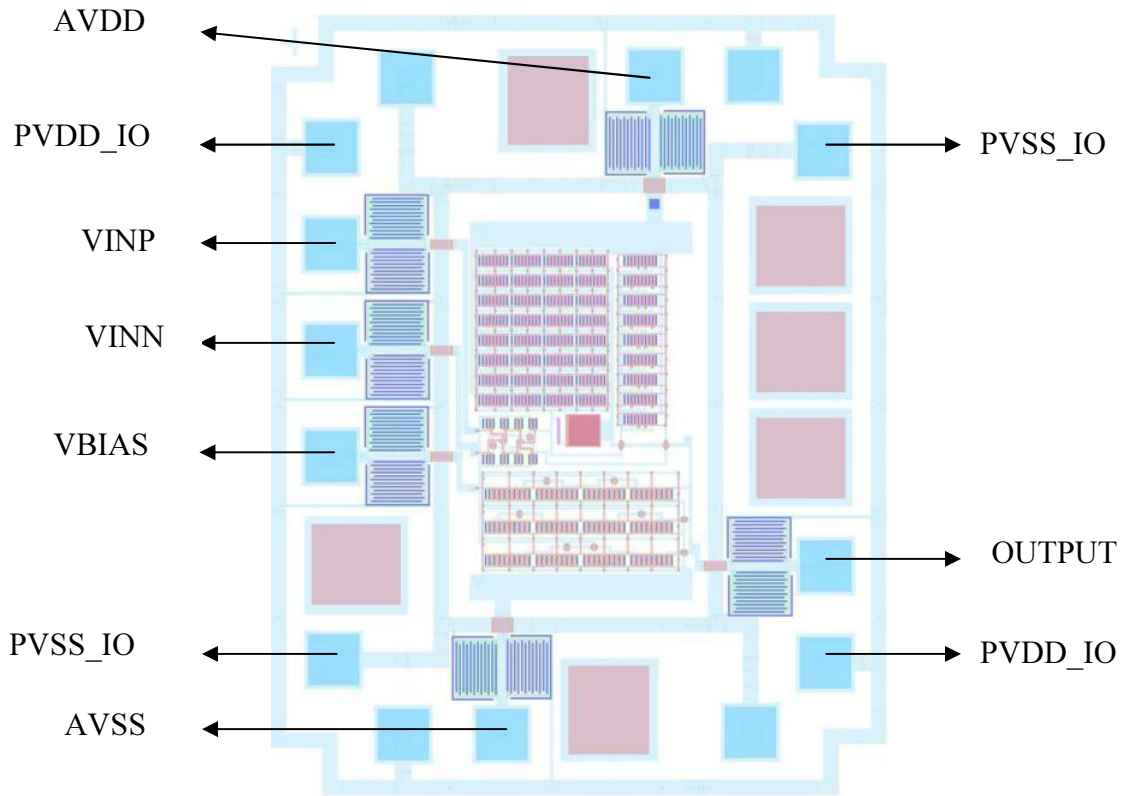 AVDD
PVDD_IO
PVSS_IO
VINP
VINN
VBIAS
OUTPUT
PVSS_IO
PVDD_IO
AVSS